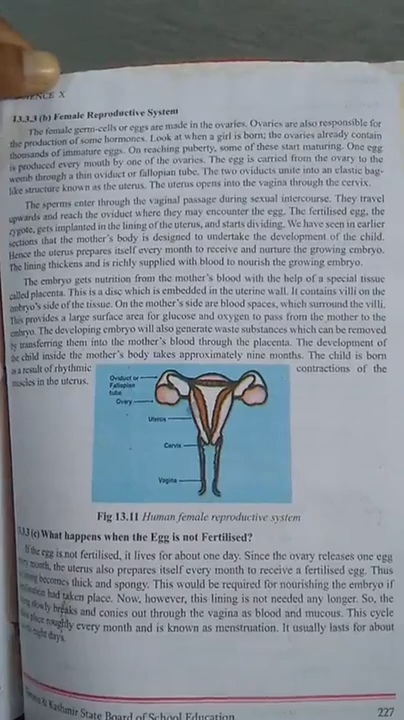 SCIENCE X
13.3.3 (b) Female Reproductive System
The female germ-cells or eggs are made in the ovaries. Ovaries are also responsible for
the production of some hormones. Look at when a girl is born; the ovaries already contain
thousands of immature eggs. On reaching puberty, some of these start maturing. One egg
is produced every mouth by one of the ovaries. The egg is carried from the ovary to the
womb through a thin oviduct or fallopian tube. The two oviducts unite into an elastic bag-
like structure known as the uterus. The uterus opens into the vagina through the cervix.
The sperms enter through the vaginal passage during sexual intercourse. They travel
upwards and reach the oviduct where they may encounter the egg. The fertilised egg, the
zygote, gets implanted in the lining of the uterus, and starts dividing. We have seen in earlier
sections that the mother's body is designed to undertake the development of the child.
Hence the uterus prepares itself every month to receive and nurture the growing embryo.
The lining thickens and is richly supplied with blood to nourish the growing embryo.
The embryo gets nutrition from the mother's blood with the help of a special tissue
called placenta. This is a disc which is embedded in the uterine wall. It contains villi on the
embryo's side of the tissue. On the mother's side are blood spaces, which surround the villi.
This provides a large surface area for glucose and oxygen to pass from the mother to the
embryo. The developing embryo will also generate waste substances which can be removed
by transferring them into the mother's blood through the placenta. The development of
the child inside the mother's body takes approximately nine months. The child is born
as a result of rhythmic contractions of the
muscles in the uterus.
Oviduct or
Fallopian
tube
Ovary
Uterus
Cervix
Vagina
Fig 13.11 Human female reproductive system
(c) What happens when the Egg is not Fertilised?
If the egg is not fertilised, it lives for about one day. Since the ovary releases one egg
every month, the uterus also prepares itself every month to receive a fertilised egg. Thus
becomes thick and spongy. This would be required for nourishing the embryo if
had taken place. Now, however, this lining is not needed any longer. So, the
slowly breaks and conies out through the vagina as blood and mucous. This cycle
place roughly every month and is known as menstruation. It usually lasts for about
days.
& Kashmir State Board of School Education
227